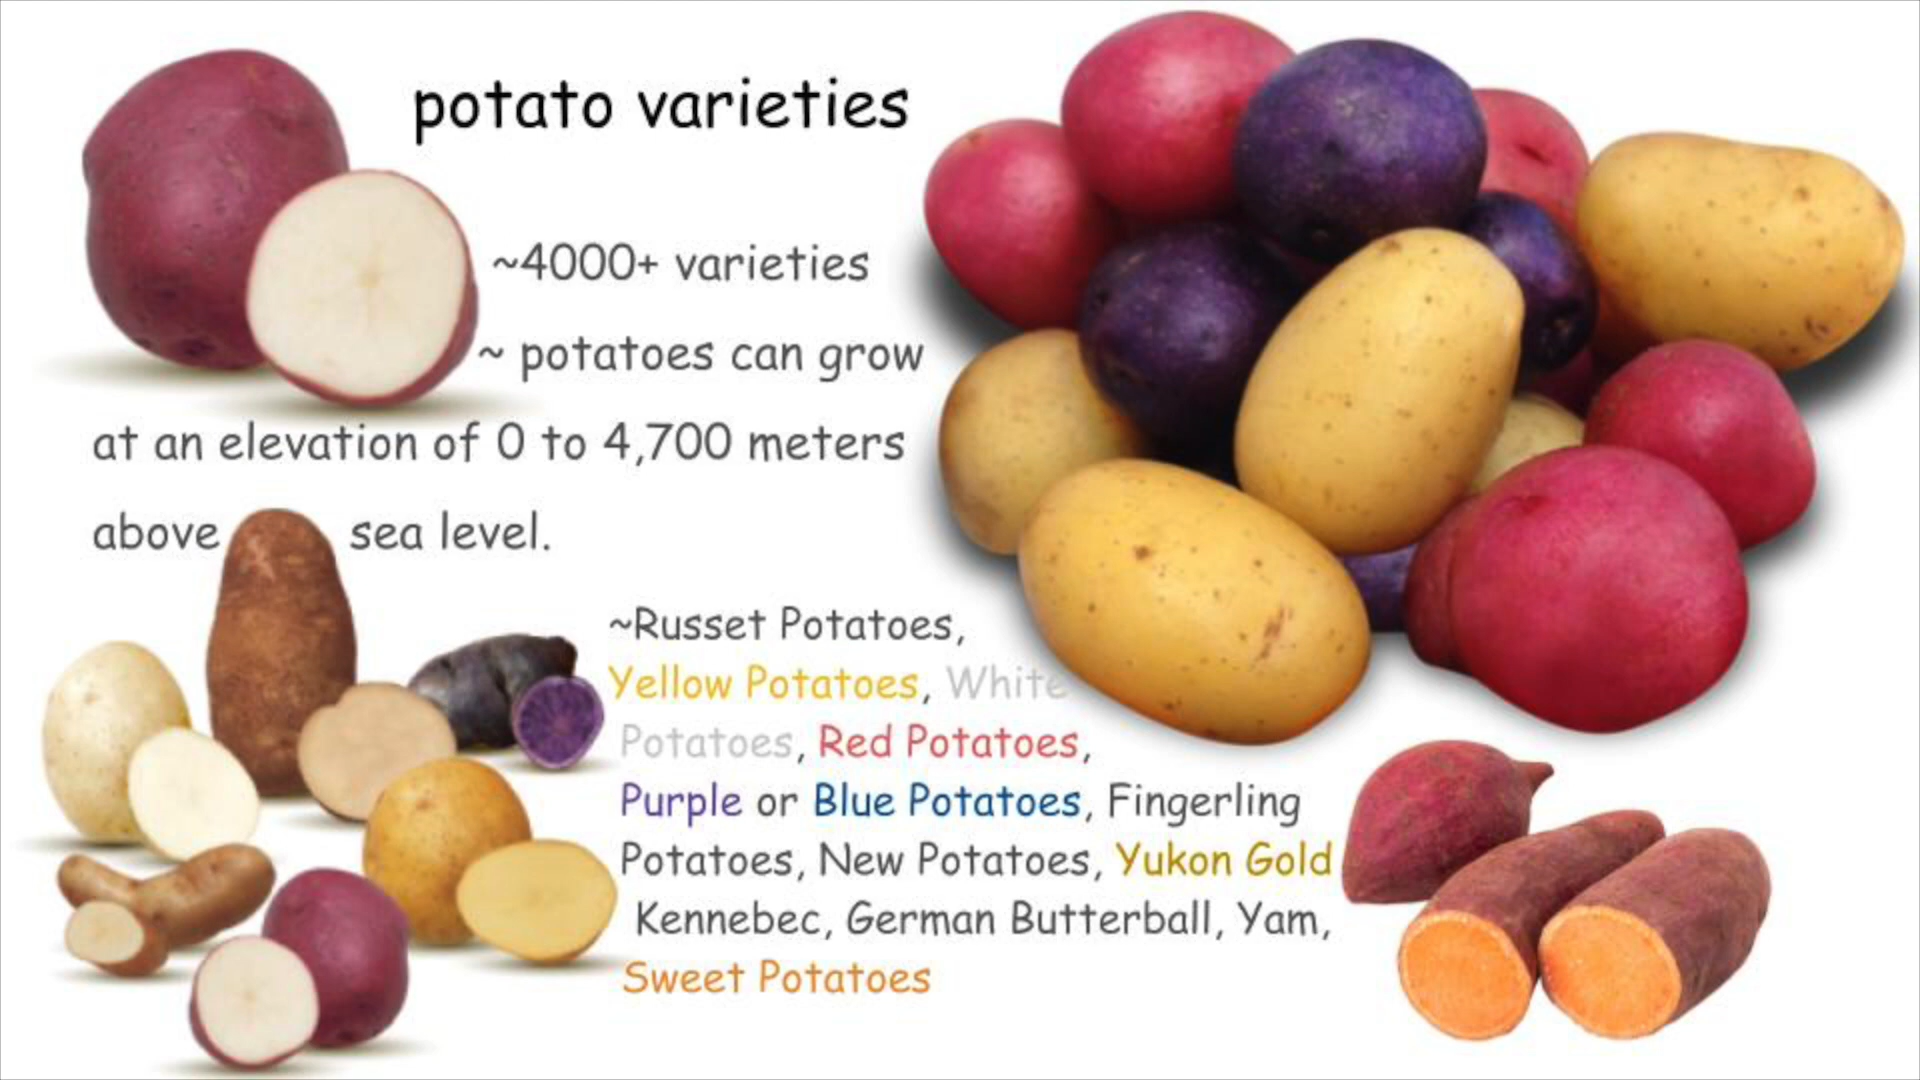 potato varieties
~4000+ varieties
~ potatoes can grow
at an elevation of 0 to 4,700 meters
above sea level.
~Russet Potatoes,
Yellow Potatoes, White
Potatoes, Red Potatoes,
Purple or Blue Potatoes, Fingerling
Potatoes, New Potatoes, Yukon Gold
Kennebec, German Butterball, Yam,
Sweet Potatoes